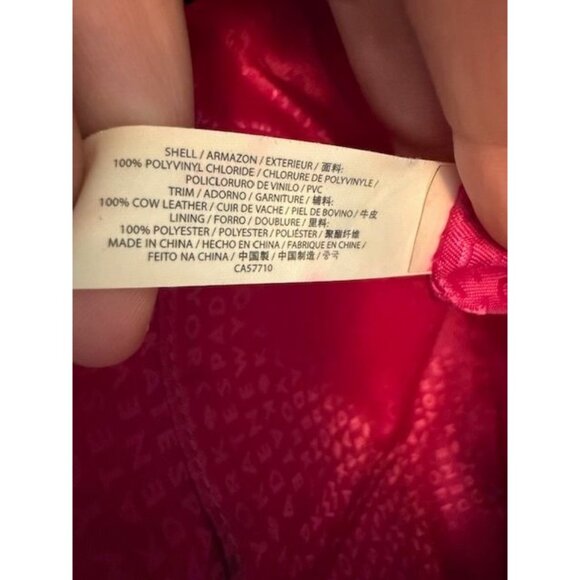 SHELL / ARMAZON / EXTERIEUR / 面料:
100% POLYVINYL CHLORIDE / CHLORURE DE POLYVINYLE /
POLICLORURO DE VINILO / PVC
TRIM / ADORNO / GARNITURE / 辅料:
100% COW LEATHER / CUIR DE VACHE / PIEL DE BOVINO / 牛皮
LINING / FORRO / DOUBLURE / 里料:
100% POLYESTER / POLYESTER / POLIÉSTER / 聚酯纤维
MADE IN CHINA / HECHO EN CHINA / FABRIQUE EN CHINE /
FEITO NA CHINA / 中國製 / 中国制造 / 중국
CA57710